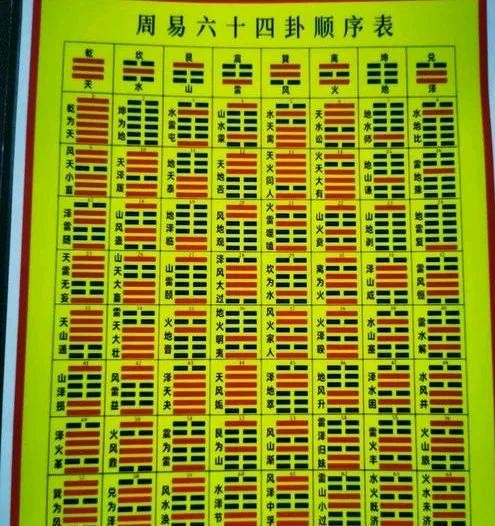 周易六十四卦顺序表
乾 坎 艮 震 巽 离 坤 兑
天 水 山 雷 风 火 地 泽
乾为天 坤为地 水雷屯 山水蒙 水天需 天水讼 地水师 水地比
风天小畜 天泽履 地天泰 天地否 天火同人 火天大有 地山谦 雷地豫
泽雷随 山风蛊 地泽临 风地观 火雷噬嗑 山火贲 山地剥 地雷复
天雷无妄 山天大畜 山雷颐 泽风大过 坎为水 离为火 泽山咸 雷风恒
天山遁 雷天大壮 火地晋 地火明夷 风火家人 火泽睽 水山蹇 雷水解
山泽损 风雷益 泽天夬 天风姤 泽地萃 地风升 泽水困 水风井
泽火革 火风鼎 震为雷 艮为山 风山渐 雷泽归妹 雷火丰 火山旅
巽为风 兑为泽 风水涣 水泽节 风泽中孚 雷山小过 水火既 火水未